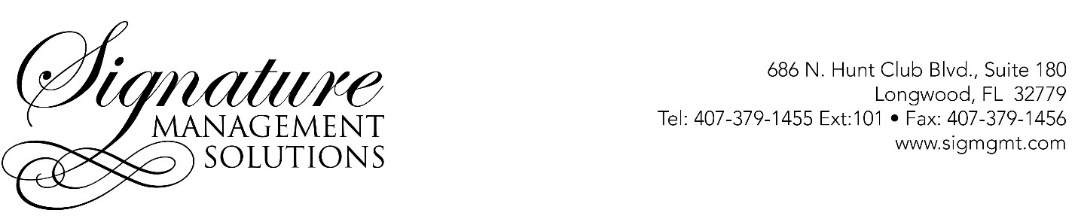 Signature
MANAGEMENT
SOLUTIONS
686 N. Hunt Club Blvd., Suite 180
Longwood, FL  32779
Tel: 407-379-1455 Ext:101 • Fax: 407-379-1456
www.sigmgmt.com